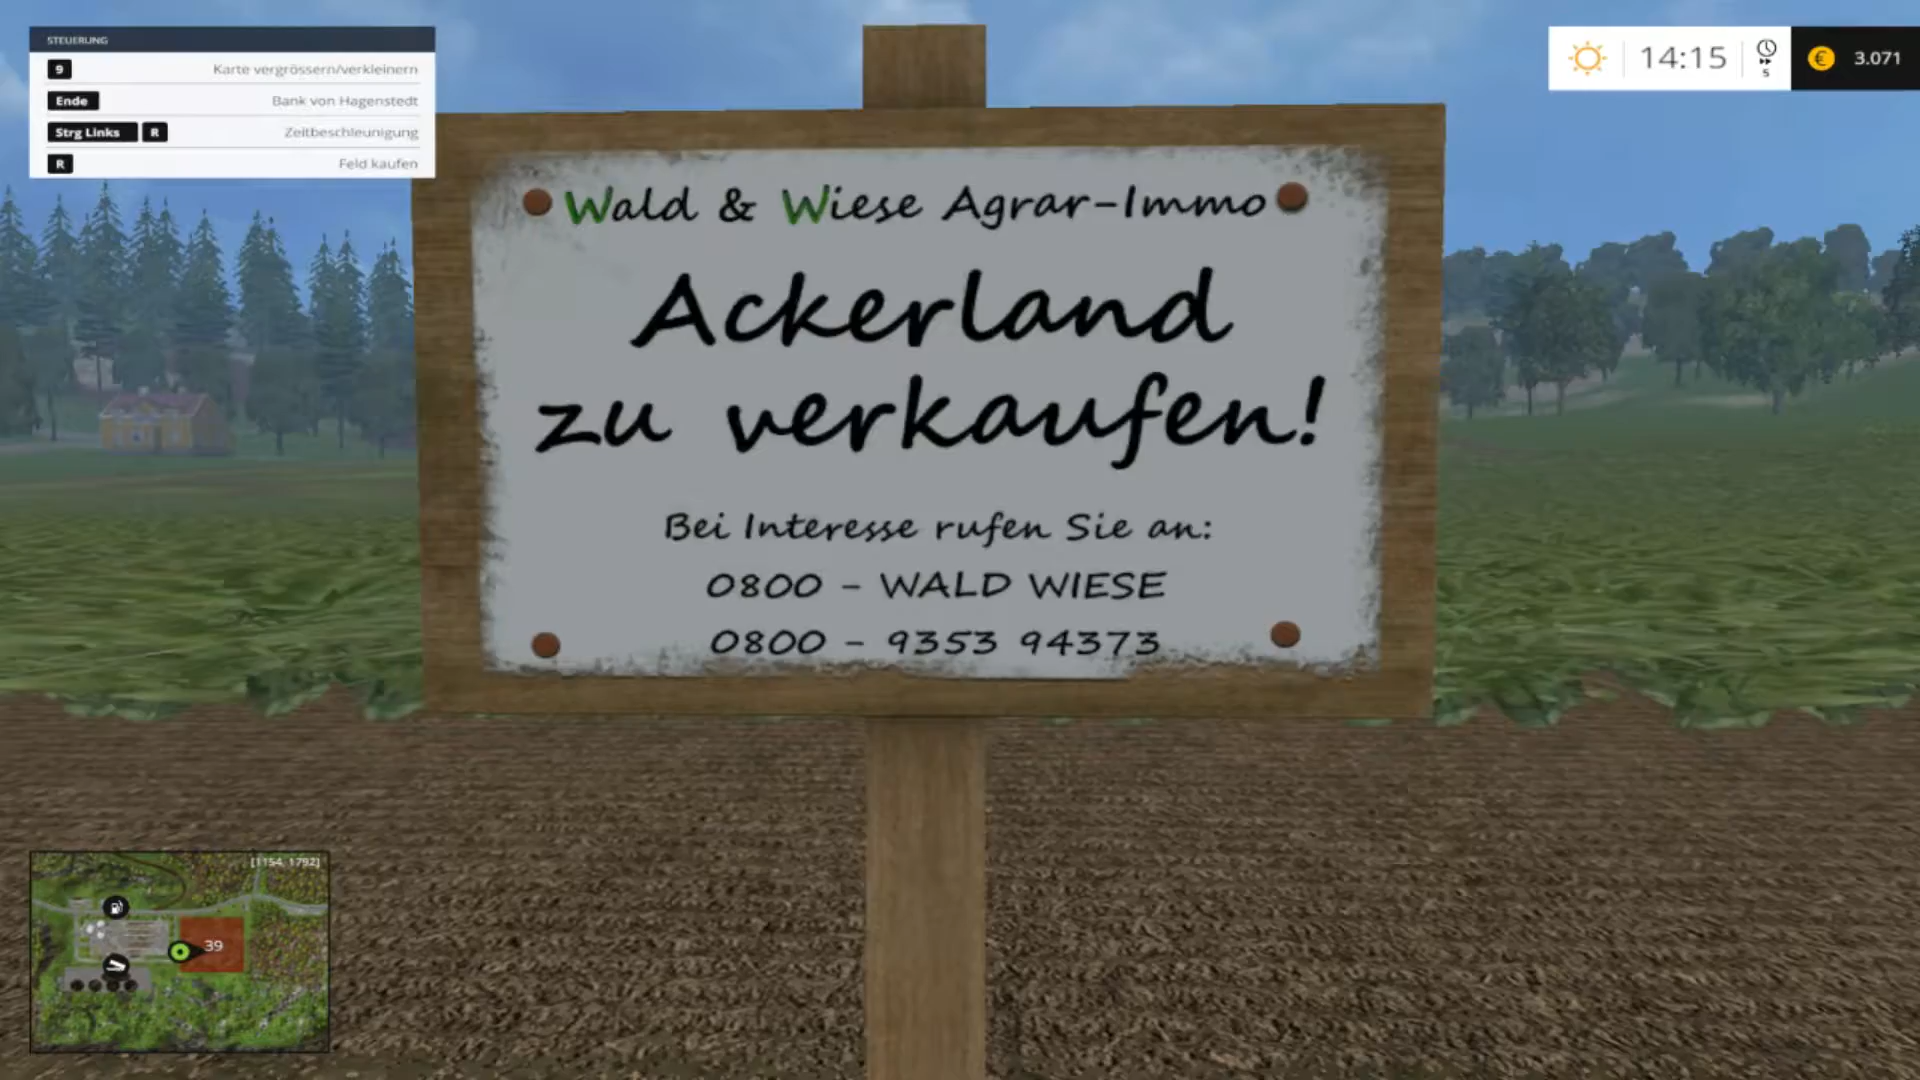 STEUERUNG
9 Karte vergrössern/verkleinern
Ende Bank von Hagenstedt
Strg Links R Zeitbeschleunigung
R Feld kaufen
14:15
5
3.071
Wald & Wiese Agrar-Immo
Ackerland
zu verkaufen!
Bei Interesse rufen Sie an:
0800 - WALD WIESE
0800 - 9353 94373
[1154, 1792]
39